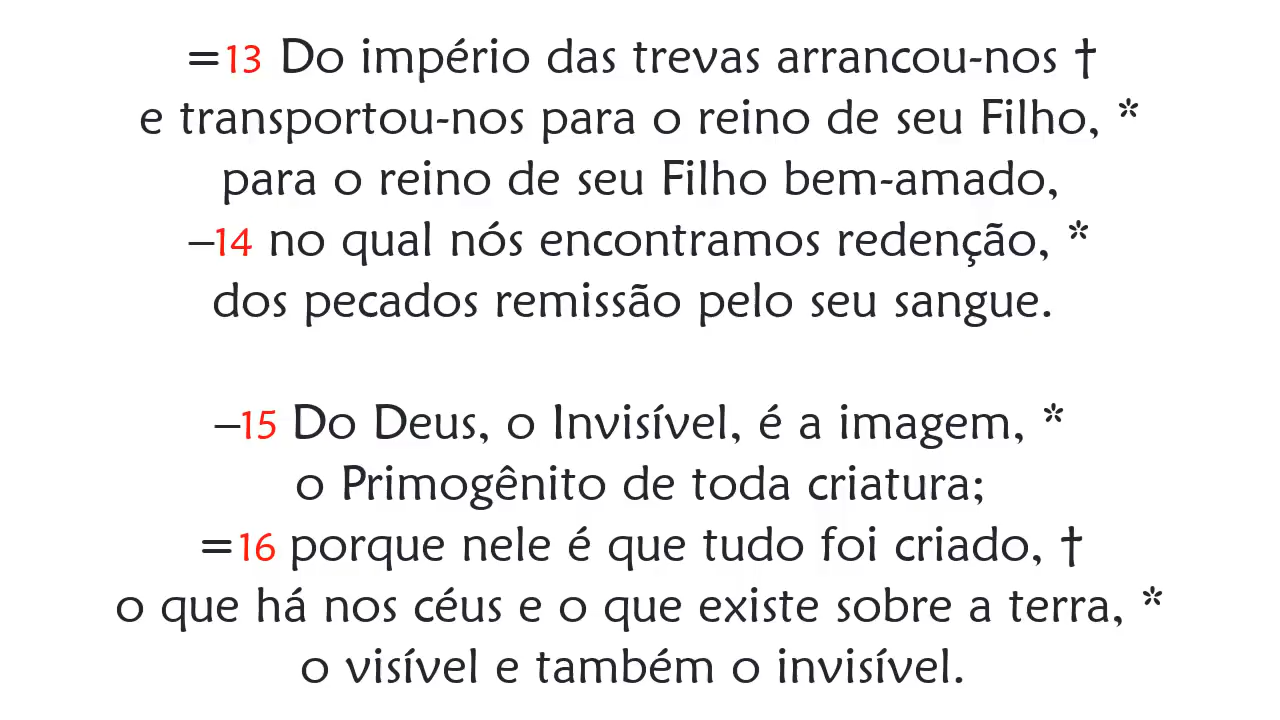 =13 Do império das trevas arrancou-nos †
e transportou-nos para o reino de seu Filho, *
para o reino de seu Filho bem-amado,
–14 no qual nós encontramos redenção, *
dos pecados remissão pelo seu sangue.
–15 Do Deus, o Invisível, é a imagem, *
o Primogênito de toda criatura;
=16 porque nele é que tudo foi criado, †
o que há nos céus e o que existe sobre a terra, *
o visível e também o invisível.